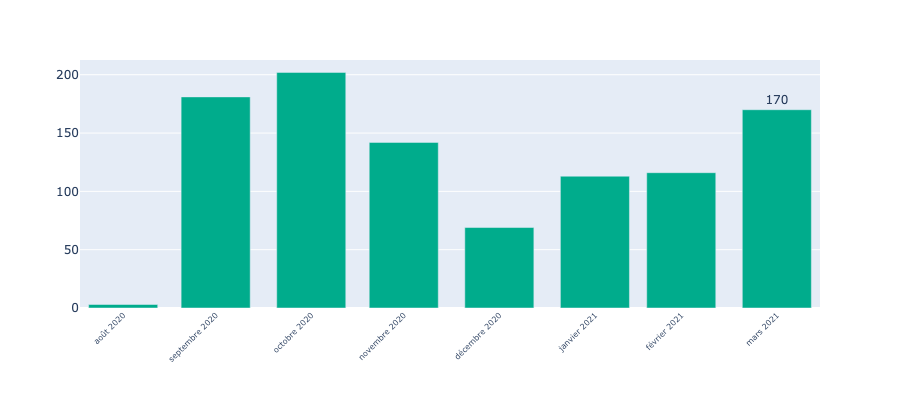 200
150
100
50
0
170
août 2020
septembre 2020
octobre 2020
novembre 2020
décembre 2020
janvier 2021
février 2021
mars 2021